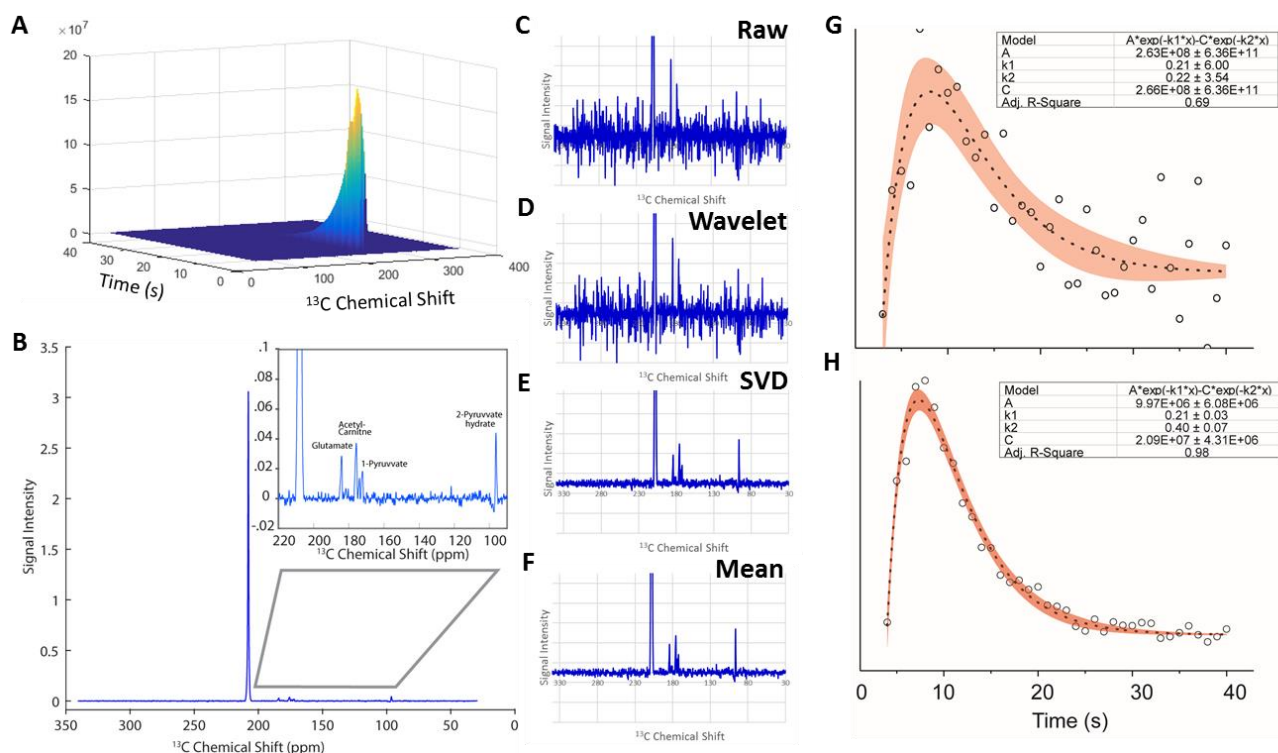 A
20
×10^7
15
10
5
0
40
30
20
10
0
0
100
200
300
400
Time (s)
13C Chemical Shift
B
3.5
3
2.5
2
1.5
1
0.5
0
350
300
250
200
150
100
50
0
Signal Intensity
13C Chemical Shift (ppm)
.1
.08
.06
.04
.02
0
-.02
Acetyl-
Carnitne
Glutamate
1-Pyruvvate
2-Pyruvvate
hydrate
220 200 180 160 140 120 100
13C Chemical Shift (ppm)
C
Raw
Signal Intensity
13C Chemical Shift
D
Wavelet
Signal Intensity
13C Chemical Shift
E
SVD
Signal Intensity
330 280 230 180 130 80 30
13C Chemical Shift
F
Mean
Signal Intensity
330 280 230 180 130 80 30
13C Chemical Shift
G
Model A*exp(-k1*x)-C*exp(-k2*x)
A 2.63E+08 ± 6.36E+11
k1 0.21 ± 6.00
k2 0.22 ± 3.54
C 2.66E+08 ± 6.36E+11
Adj. R-Square 0.69
H
Model A*exp(-k1*x)-C*exp(-k2*x)
A 9.97E+06 ± 6.08E+06
k1 0.21 ± 0.03
k2 0.40 ± 0.07
C 2.09E+07 ± 4.31E+06
Adj. R-Square 0.98
0 10 20 30 40
Time (s)